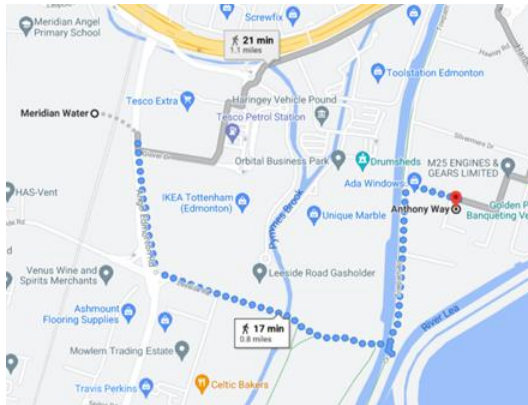 Meridian Angel
Primary School
Screwfix
21 min
1.1 miles
Toolstation Edmonton
Tesco Extra
Haringey Vehicle Pound
Meridian Water
Tesco Petrol Station
Orbital Business Park
Drumsheds
M25 ENGINES &
GEARS LIMITED
HAS-Vent
IKEA Tottenham
(Edmonton)
Ada Windows
Pymmes Brook
Unique Marble
Anthony Way
Golden
Banqueting
Leeside Road Gasholder
Venus Wine and
Spirits Merchants
Ashmount
Flooring Supplies
River Lea
17 min
0.8 miles
Mowlem Trading Estate
Travis Perkins
Celtic Bakers